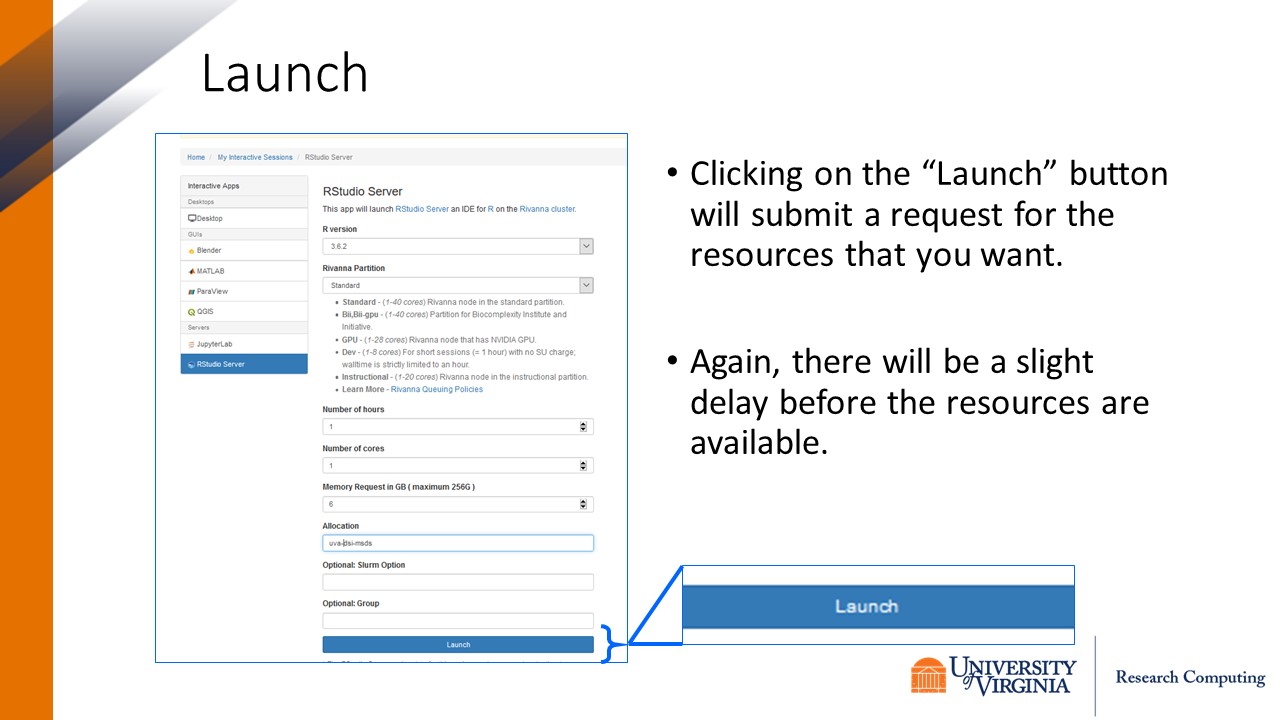 Launch
Home / My Interactive Sessions / RStudio Server
Interactive Apps
Desktops
Desktop
GUIs
Blender
MATLAB
ParaView
QGIS
Servers
JupyterLab
RStudio Server
RStudio Server
This app will launch RStudio Server an IDE for R on the Rivanna cluster.
R version
3.6.2
Rivanna Partition
Standard
• Standard - (1-40 cores) Rivanna node in the standard partition.
• Bii,Bii-gpu - (1-40 cores) Partition for Biocomplexity Institute and
Initiative.
• GPU - (1-28 cores) Rivanna node that has NVIDIA GPU.
• Dev - (1-8 cores) For short sessions (= 1 hour) with no SU charge;
walltime is strictly limited to an hour.
• Instructional - (1-20 cores) Rivanna node in the instructional partition.
• Learn More - Rivanna Queuing Policies
Number of hours
1
Number of cores
1
Memory Request in GB ( maximum 256G )
6
Allocation
uva-dsi-msds
Optional: Slurm Option
Optional: Group
Launch
• Clicking on the “Launch” button
will submit a request for the
resources that you want.
• Again, there will be a slight
delay before the resources are
available.
Launch
UNIVERSITY
of VIRGINIA
Research Computing